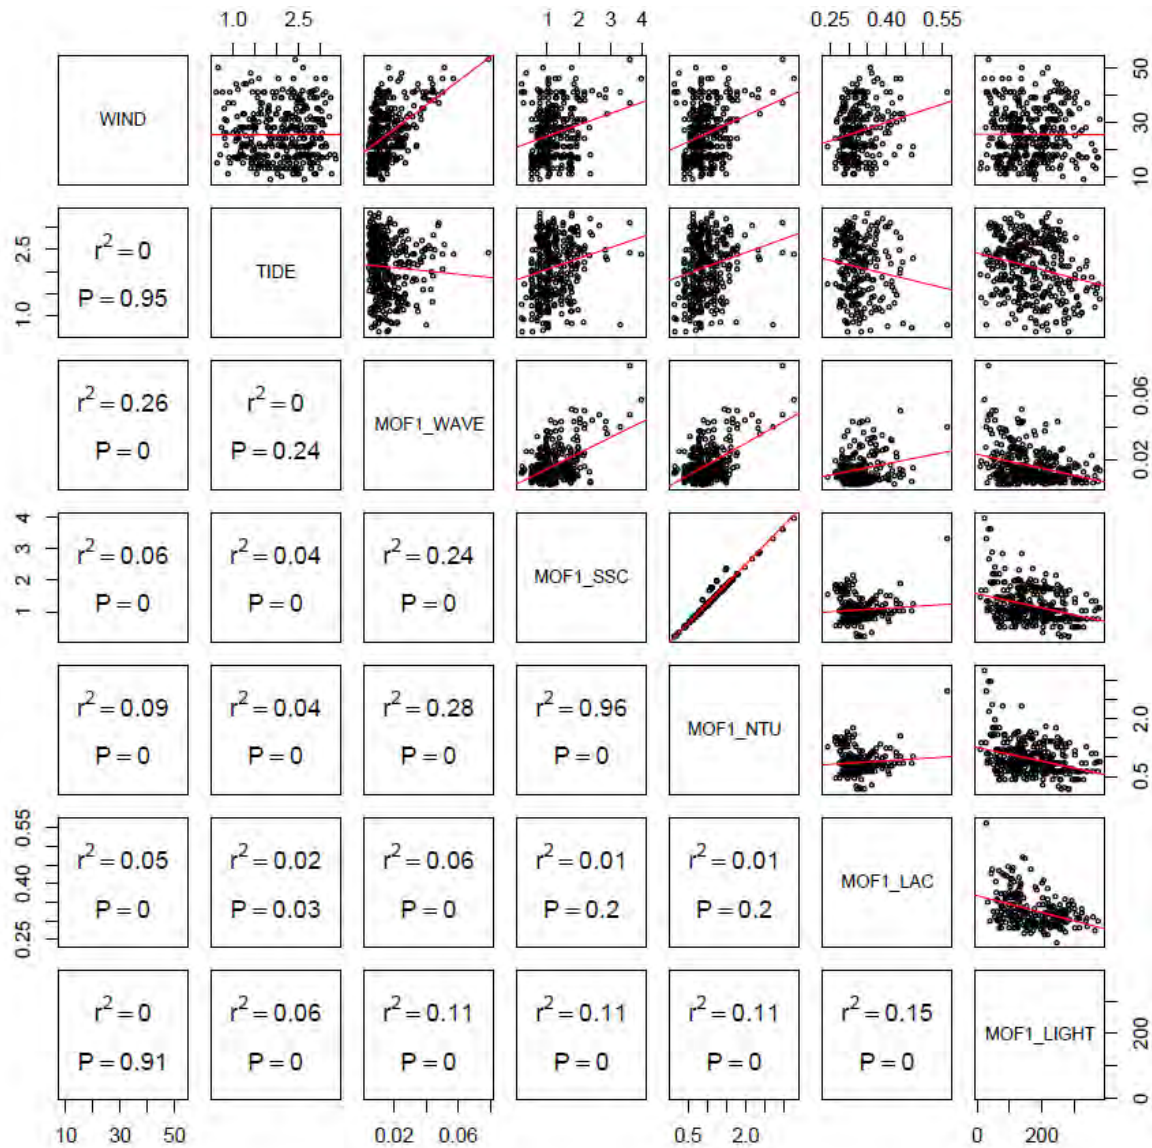 1.0 2.5 1 2 3 4 0.25 0.40 0.55
WIND
10 30 50
1.0 2.5
r² = 0
P = 0.95
TIDE
r² = 0.26
P = 0
r² = 0
P = 0.24
MOF1_WAVE
0.02 0.06
1 2 3 4
r² = 0.06
P = 0
r² = 0.04
P = 0
r² = 0.24
P = 0
MOF1_SSC
r² = 0.09
P = 0
r² = 0.04
P = 0
r² = 0.28
P = 0
r² = 0.96
P = 0
MOF1_NTU
0.5 2.0
0.25 0.40 0.55
r² = 0.05
P = 0
r² = 0.02
P = 0.03
r² = 0.06
P = 0
r² = 0.01
P = 0.2
r² = 0.01
P = 0.2
MOF1_LAC
r² = 0
P = 0.91
r² = 0.06
P = 0
r² = 0.11
P = 0
r² = 0.11
P = 0
r² = 0.11
P = 0
r² = 0.15
P = 0
MOF1_LIGHT
0 200
10 30 50 0.02 0.06 0.5 2.0 0 200